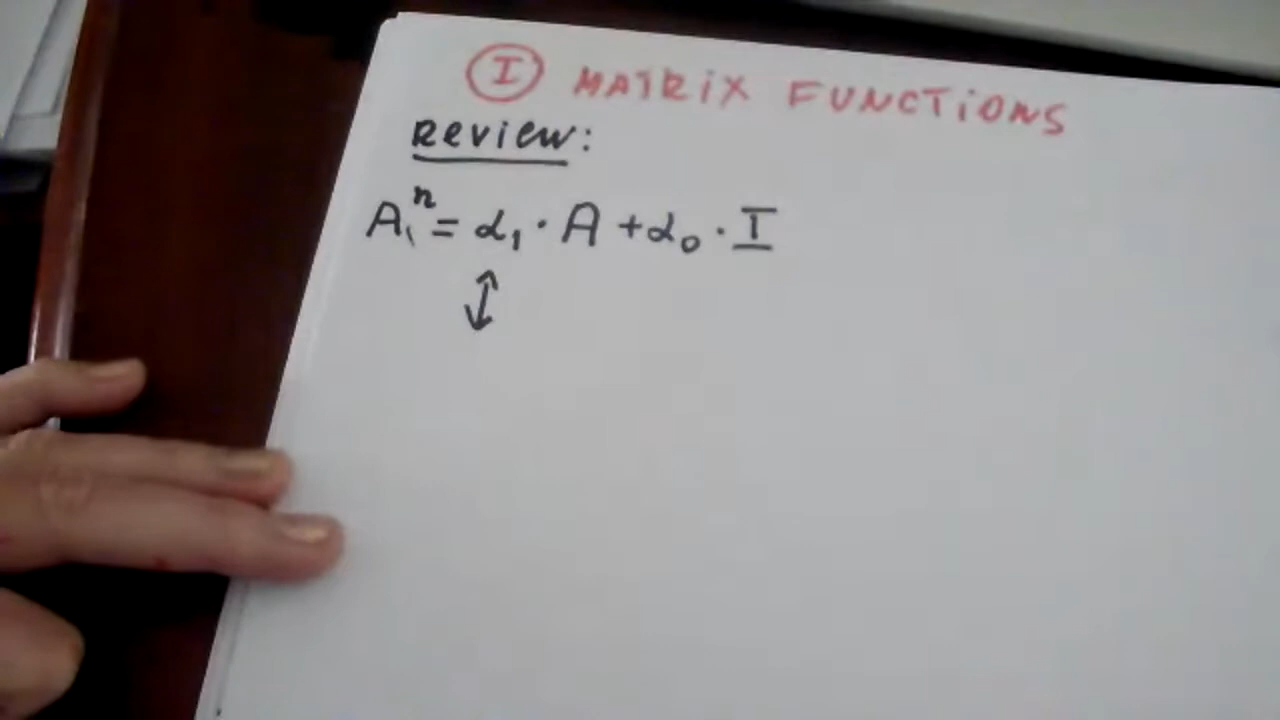 I MATRIX FUNCTIONS
Review:
Aⁿ = α₁ · A + α₀ · I
↕